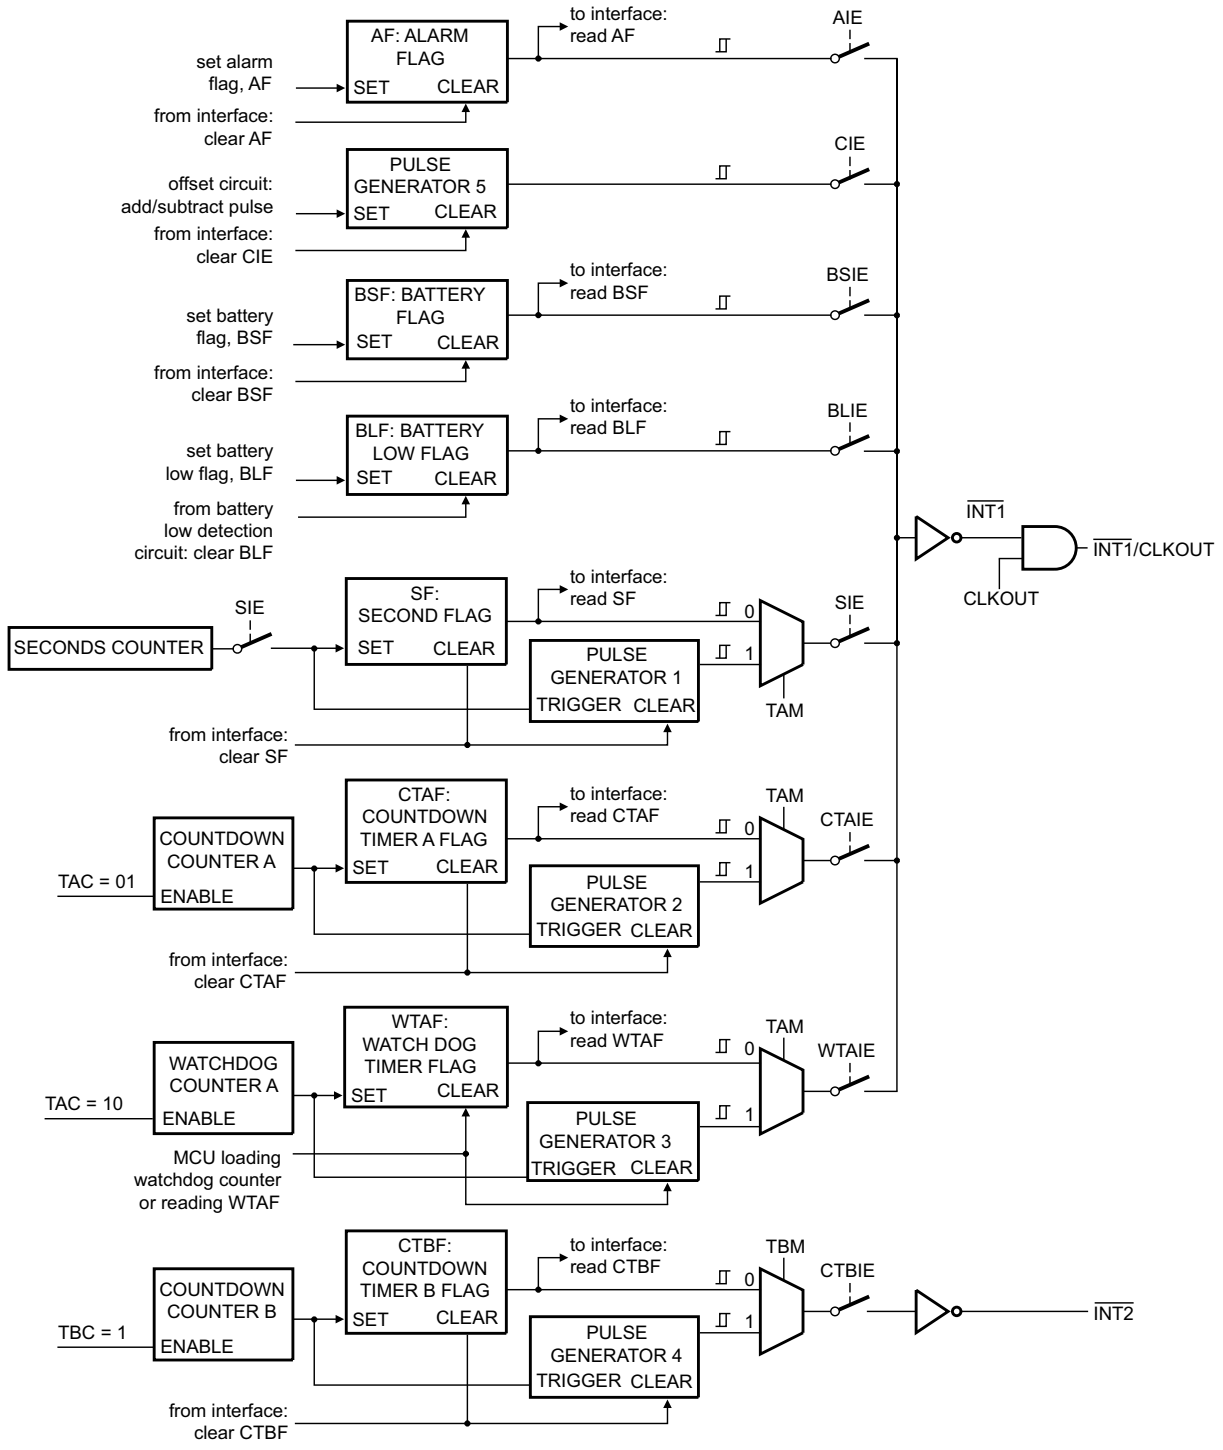 to interface:
read AF
AIE
AF: ALARM
FLAG
set alarm
flag, AF
SET
CLEAR
from interface:
clear AF
CIE
PULSE
GENERATOR 5
offset circuit:
add/subtract pulse
SET
CLEAR
from interface:
clear CIE
to interface:
read BSF
BSIE
BSF: BATTERY
FLAG
set battery
flag, BSF
SET
CLEAR
from interface:
clear BSF
to interface:
read BLF
BLIE
BLF: BATTERY
LOW FLAG
set battery
low flag, BLF
SET
CLEAR
from battery
low detection
circuit: clear BLF
INT1
INT1/CLKOUT
CLKOUT
to interface:
read SF
SF:
SECOND FLAG
SIE
0
SIE
SECONDS COUNTER
SET
CLEAR
PULSE
GENERATOR 1
1
TRIGGER
CLEAR
TAM
from interface:
clear SF
CTAF:
COUNTDOWN
TIMER A FLAG
to interface:
read CTAF
TAM
0
CTAIE
COUNTDOWN
COUNTER A
SET
CLEAR
PULSE
GENERATOR 2
1
TAC = 01
ENABLE
TRIGGER
CLEAR
from interface:
clear CTAF
WTAF:
WATCH DOG
TIMER FLAG
to interface:
read WTAF
TAM
0
WTAIE
WATCHDOG
COUNTER A
SET
CLEAR
TAC = 10
ENABLE
PULSE
GENERATOR 3
1
TRIGGER
CLEAR
MCU loading
watchdog counter
or reading WTAF
CTBF:
COUNTDOWN
TIMER B FLAG
to interface:
read CTBF
TBM
0
CTBIE
COUNTDOWN
COUNTER B
SET
CLEAR
INT2
PULSE
GENERATOR 4
1
TBC = 1
ENABLE
TRIGGER
CLEAR
from interface:
clear CTBF